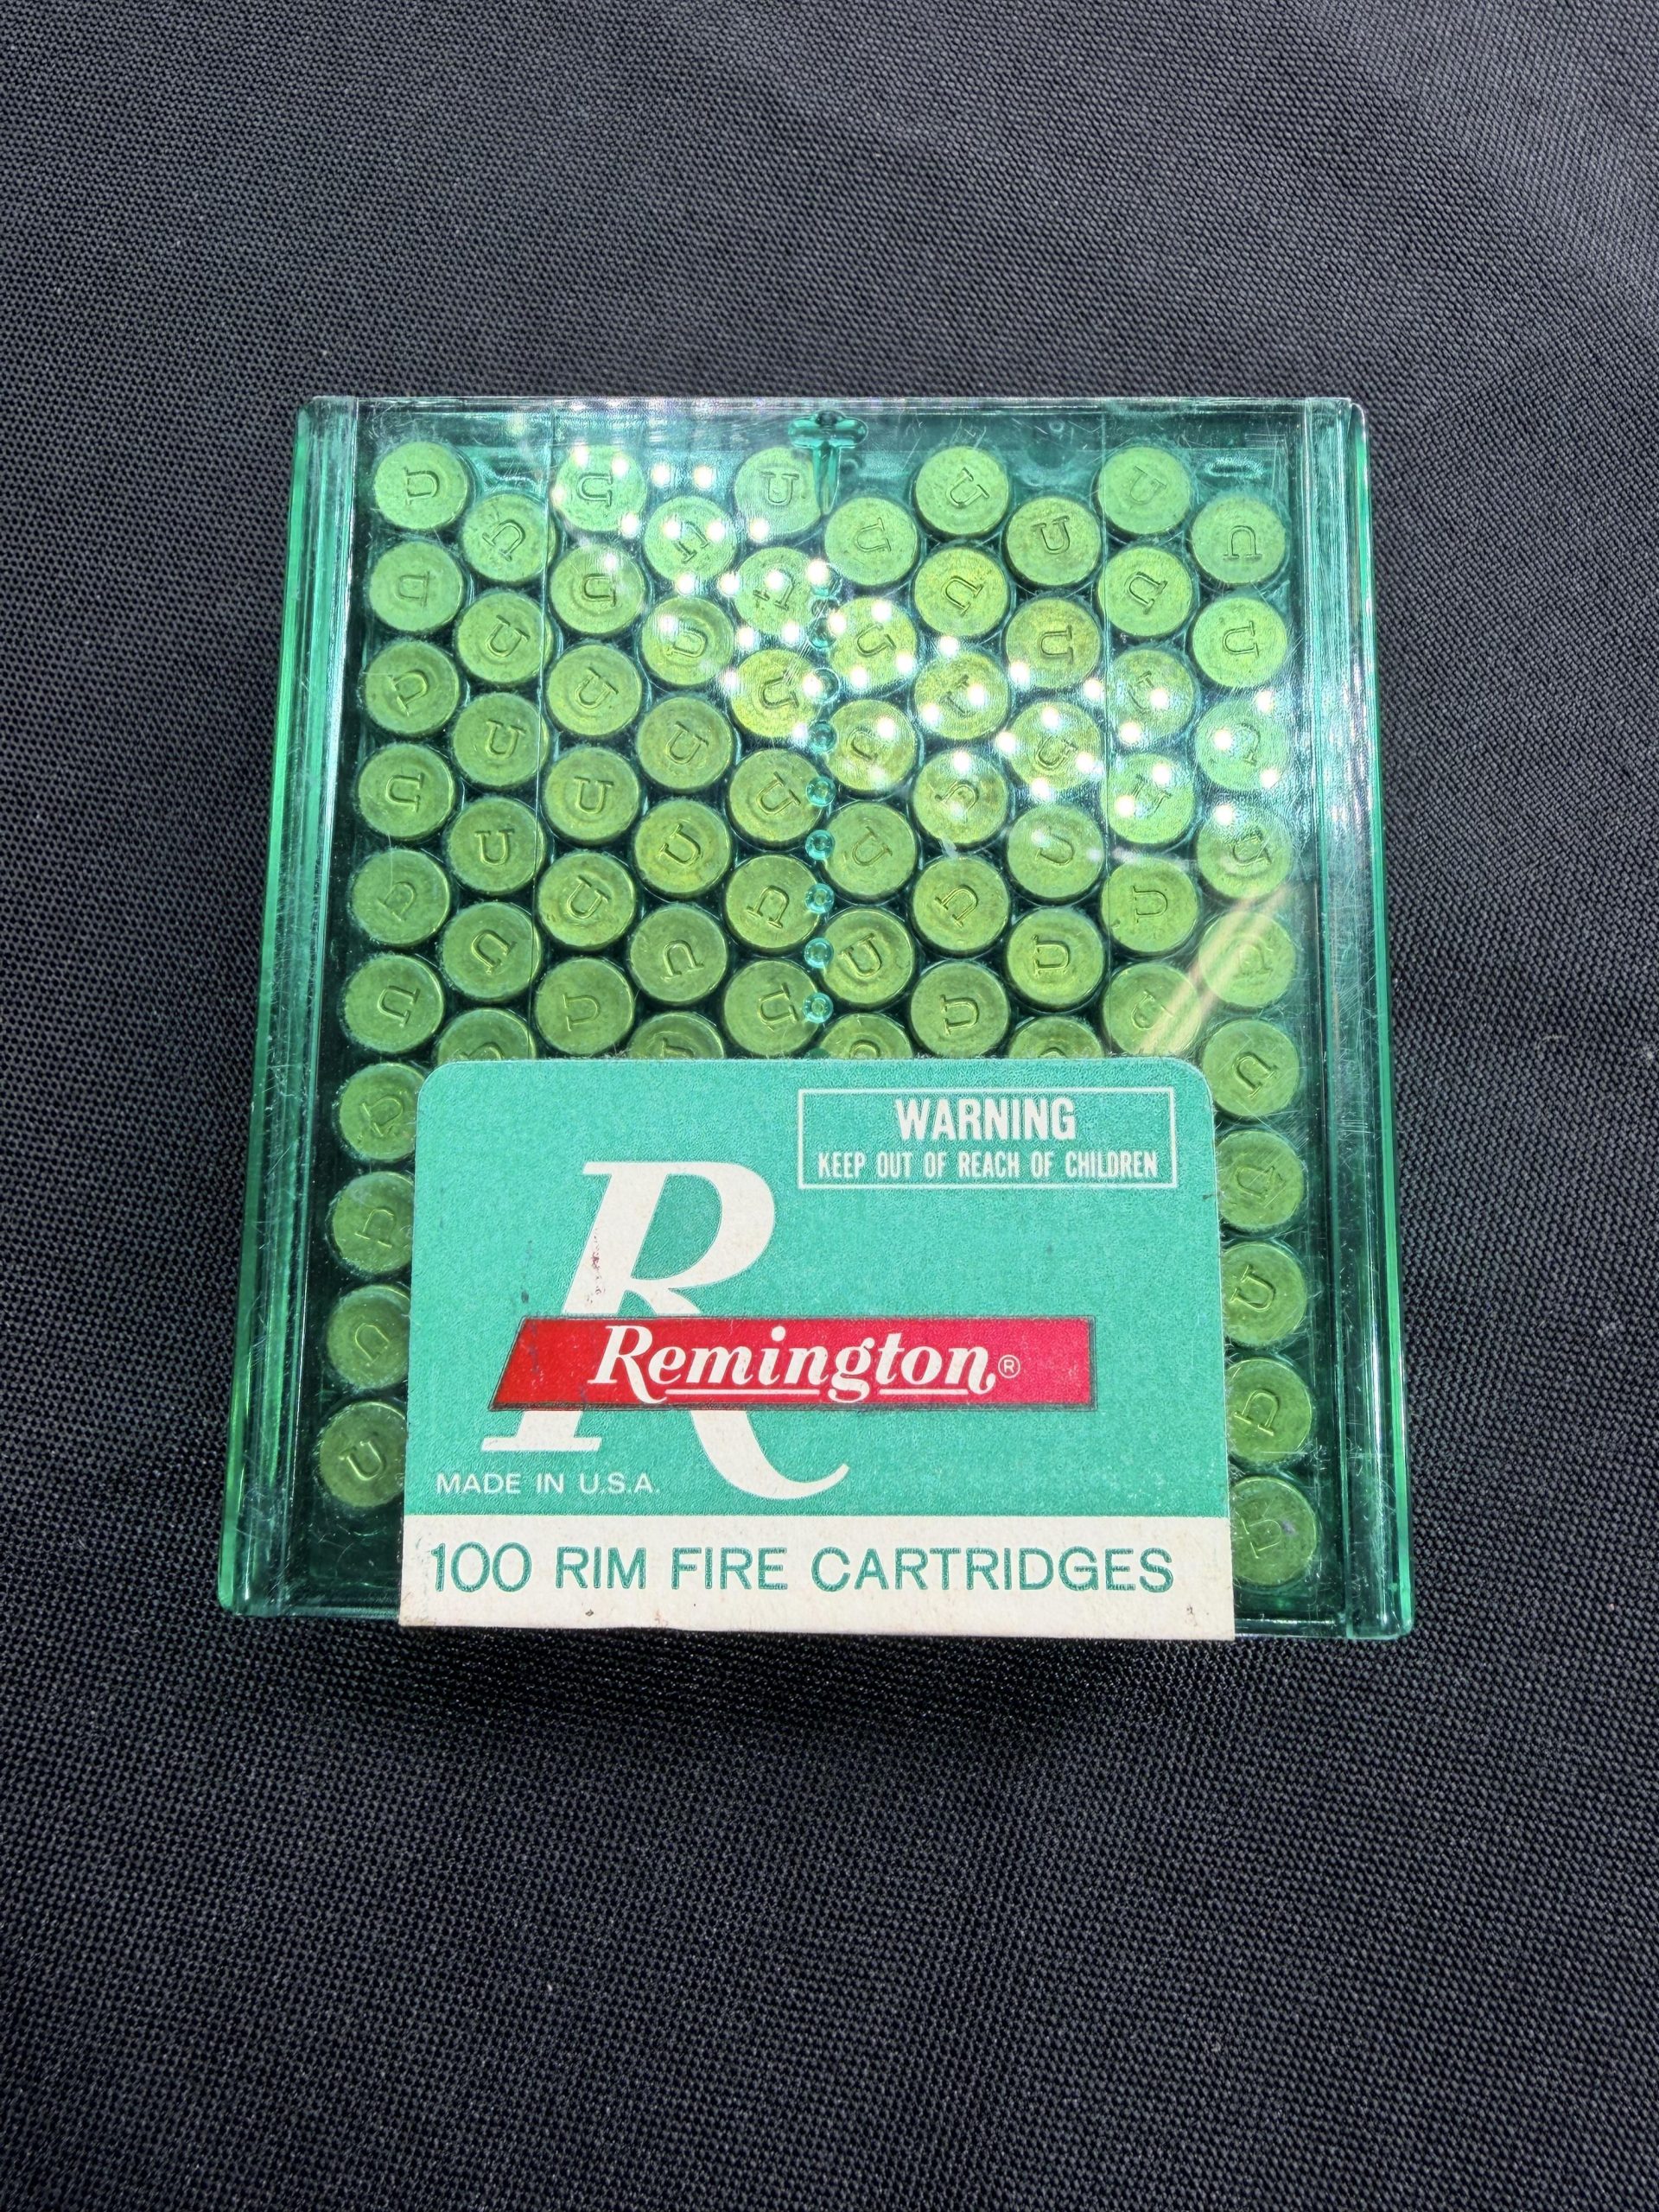 WARNING
KEEP OUT OF REACH OF CHILDREN
R
Remington®
MADE IN U.S.A.
100 RIM FIRE CARTRIDGES